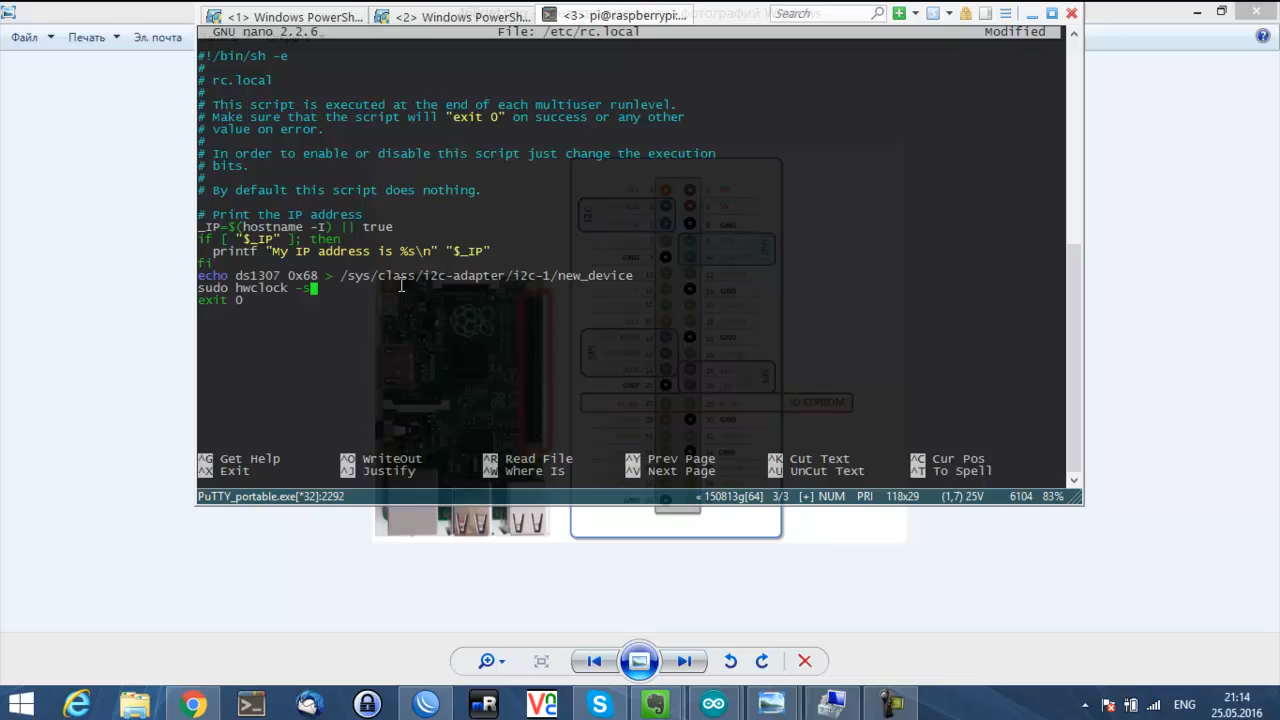 <1> Windows PowerSh...
<2> Windows PowerSh...
<3> pi@raspberrypi:...
Search
Файл
Печать
Эл. почта
GNU nano 2.2.6
File: /etc/rc.local
Modified
#!/bin/sh -e
#
# rc.local
#
# This script is executed at the end of each multiuser runlevel.
# Make sure that the script will "exit 0" on success or any other
# value on error.
#
# In order to enable or disable this script just change the execution
# bits.
#
# By default this script does nothing.
# Print the IP address
_IP=$(hostname -I) || true
if [ "$_IP" ]; then
printf "My IP address is %s\n" "$_IP"
fi
echo ds1307 0x68 > /sys/class/i2c-adapter/i2c-1/new_device
sudo hwclock -s
exit 0
^G Get Help
^O WriteOut
^R Read File
^Y Prev Page
^K Cut Text
^C Cur Pos
^X Exit
^J Justify
^W Where Is
^V Next Page
^U UnCut Text
^T To Spell
PuTTY_portable.exe[*32]:2292
« 150813g[64]
3/3
[+] NUM
PRI
118x29
(1,7) 25V
6104
83%
21:14
ENG
25.05.2016